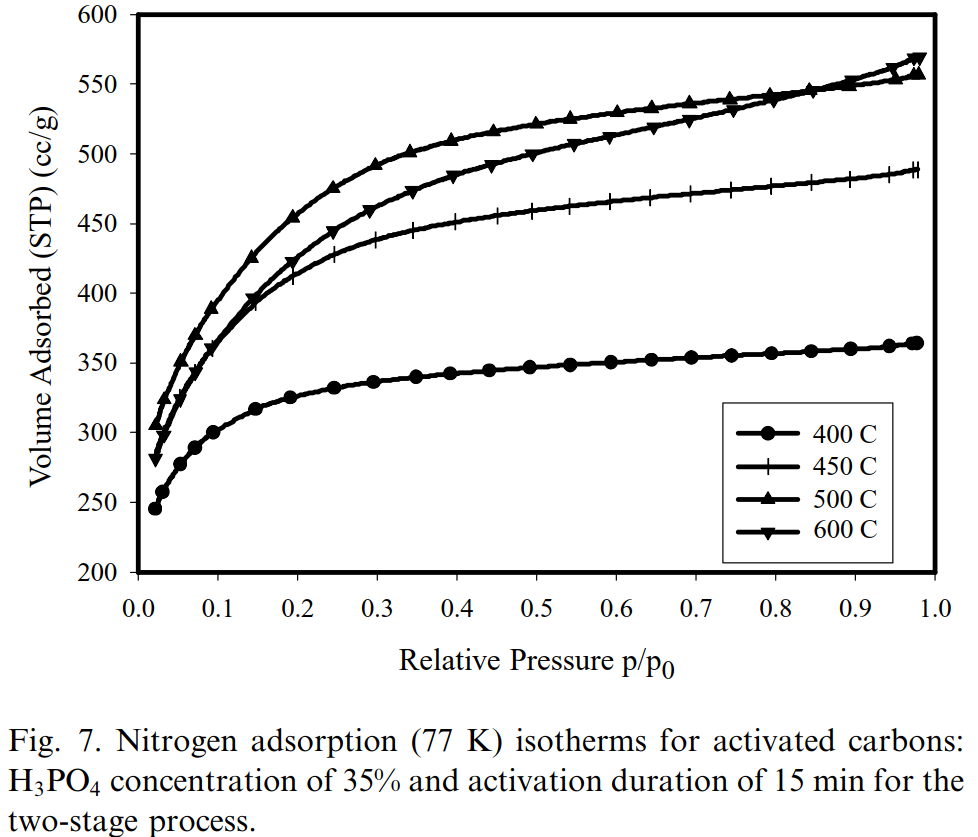 600
550
500
450
400
350
300
250
200
Volume Adsorbed (STP) (cc/g)
400 C
450 C
500 C
600 C
0.0 0.1 0.2 0.3 0.4 0.5 0.6 0.7 0.8 0.9 1.0
Relative Pressure p/p₀
Fig. 7. Nitrogen adsorption (77 K) isotherms for activated carbons:
H₃PO₄ concentration of 35% and activation duration of 15 min for the
two-stage process.